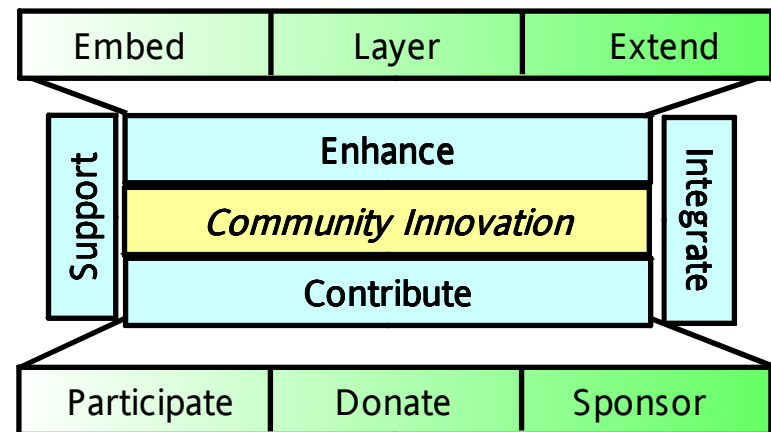 Embed
Layer
Extend
Support
Enhance
Community Innovation
Contribute
Integrate
Participate
Donate
Sponsor